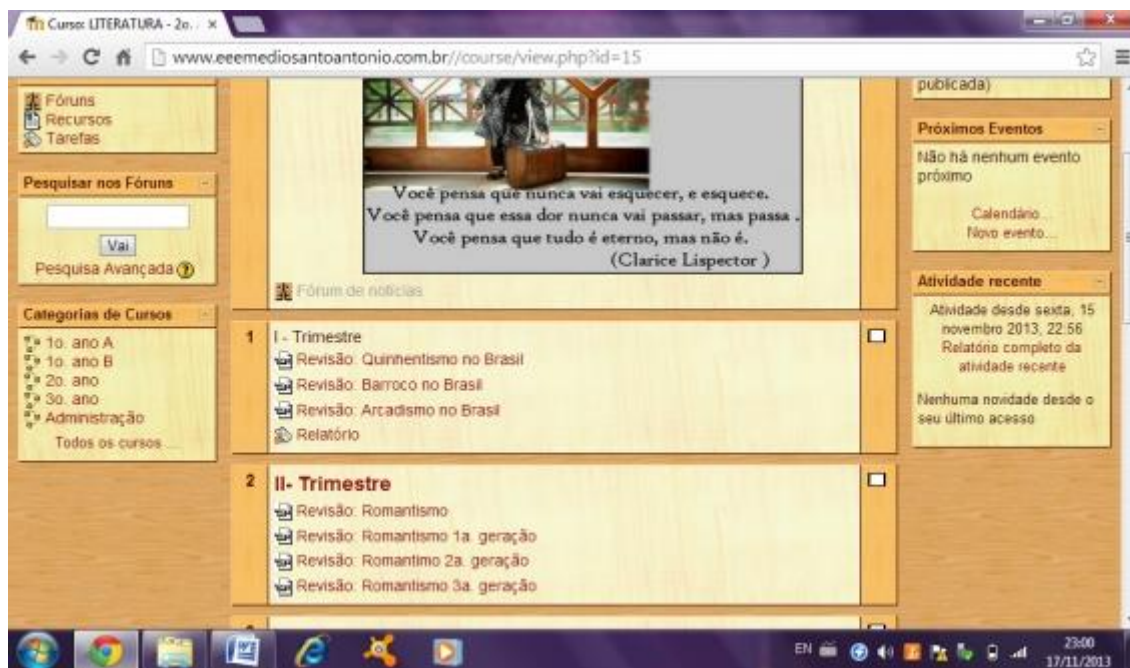 Curso: LITERATURA - 2o.
www.eeemediosantoantonio.com.br//course/view.php?id=15
Fóruns
Recursos
Tarefas
Pesquisar nos Fóruns
Vai
Pesquisa Avançada
Categorias de Cursos
1o. ano A
1o. ano B
2o. ano
3o. ano
Administração
Todos os cursos ...
Você pensa que nunca vai esquecer, e esquece.
Você pensa que essa dor nunca vai passar, mas passa .
Você pensa que tudo é eterno, mas não é.
(Clarice Lispector )
Fórum de notícias
1
I - Trimestre
Revisão: Quinhentismo no Brasil
Revisão: Barroco no Brasil
Revisão: Arcadismo no Brasil
Relatório
2
II- Trimestre
Revisão: Romantismo
Revisão: Romantismo 1a. geração
Revisão: Romantimo 2a. geração
Revisão: Romantismo 3a. geração
publicada)
Próximos Eventos
Não há nenhum evento
próximo
Calendário...
Novo evento...
Atividade recente
Atividade desde sexta, 15
novembro 2013, 22:56
Relatório completo da
atividade recente
Nenhuma novidade desde o
seu último acesso
EN
23:00
17/11/2013